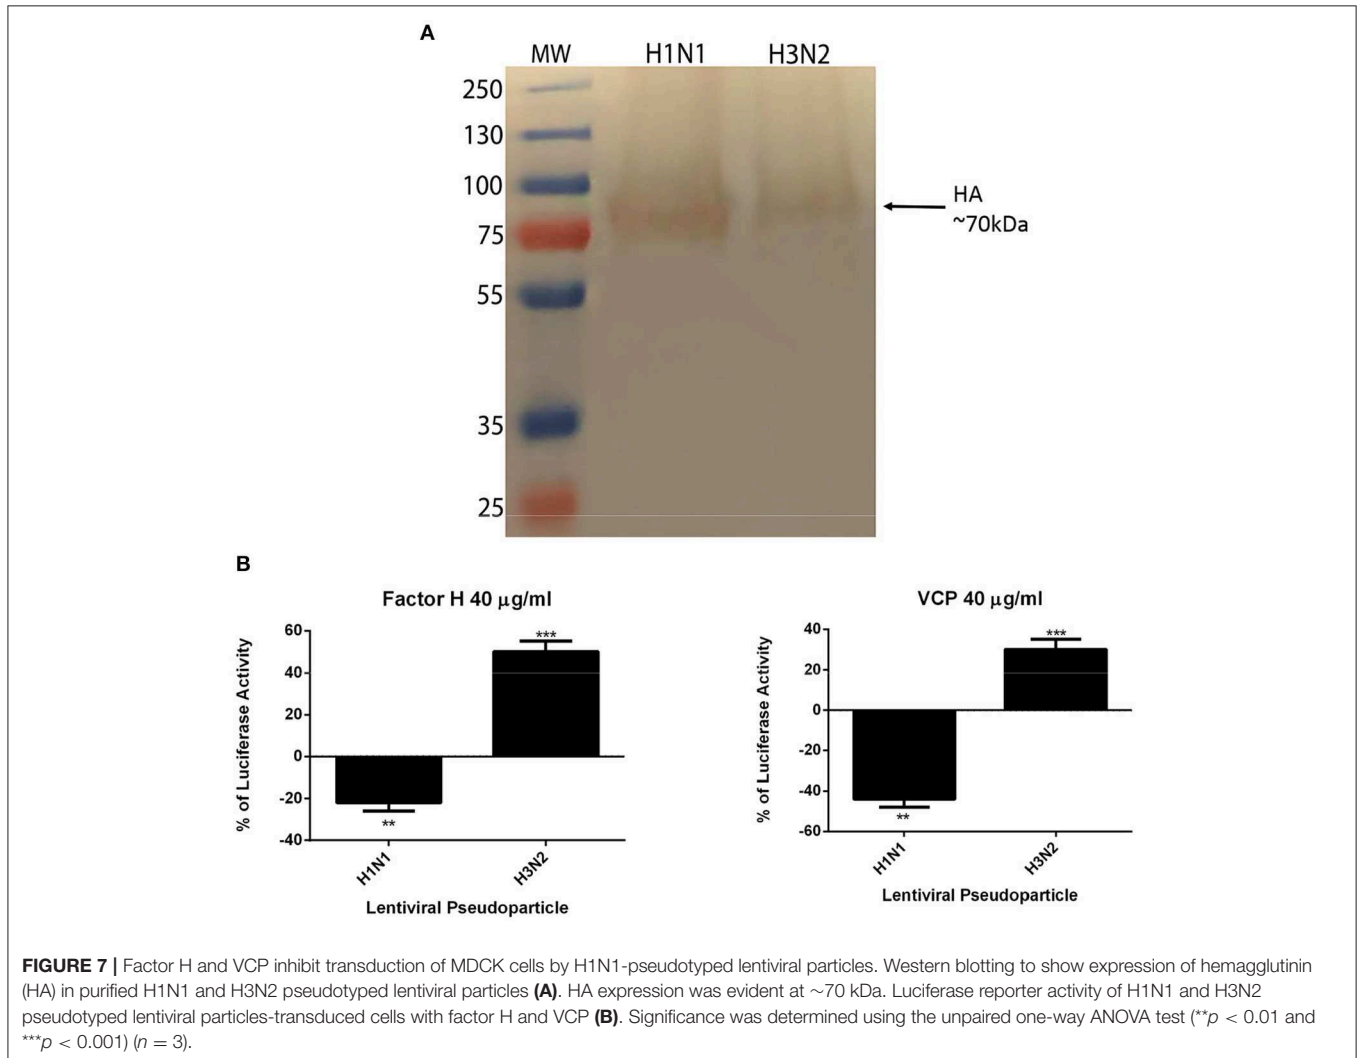 A
MW H1N1 H3N2
250
130
100
75
55
35
25
HA
~70kDa
B
Factor H 40 μg/ml
% of Luciferase Activity
60
40
20
0
-20
-40
***
**
H1N1
H3N2
Lentiviral Pseudoparticle
VCP 40 μg/ml
% of Luciferase Activity
40
20
0
-20
-40
-60
***
**
H1N1
H3N2
Lentiviral Pseudoparticle
FIGURE 7 | Factor H and VCP inhibit transduction of MDCK cells by H1N1-pseudotyped lentiviral particles. Western blotting to show expression of hemagglutinin
(HA) in purified H1N1 and H3N2 pseudotyped lentiviral particles (A). HA expression was evident at ∼70 kDa. Luciferase reporter activity of H1N1 and H3N2
pseudotyped lentiviral particles-transduced cells with factor H and VCP (B). Significance was determined using the unpaired one-way ANOVA test (**p < 0.01 and
***p < 0.001) (n = 3).